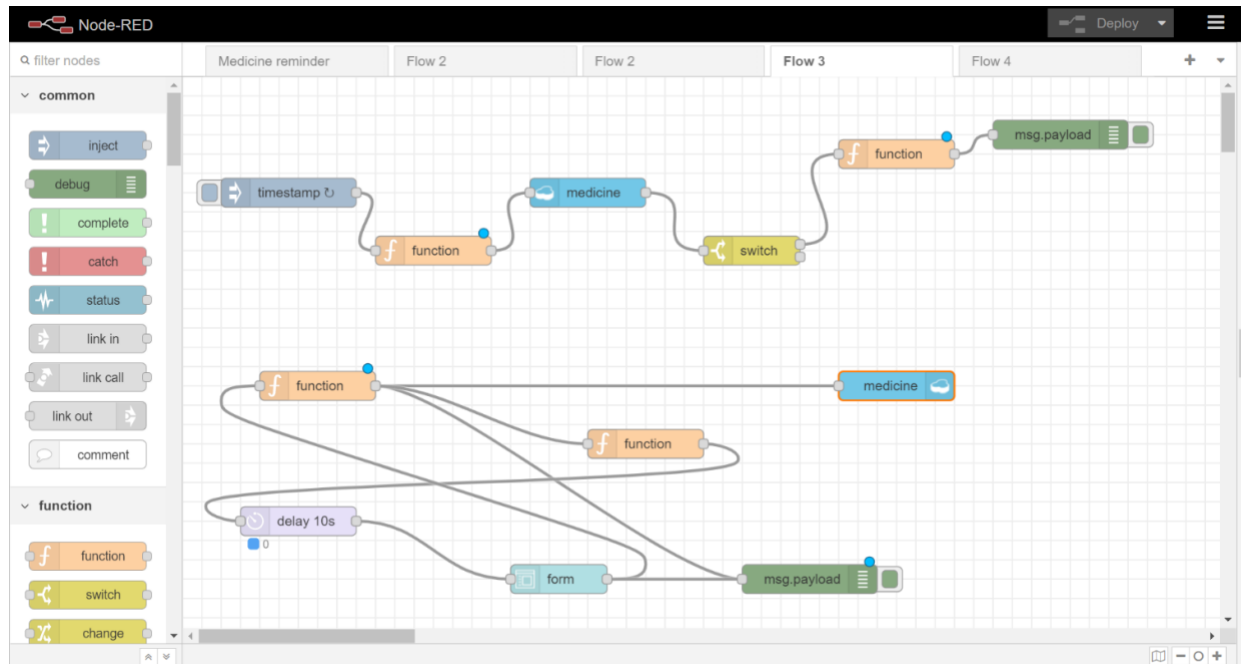 Node-RED
Deploy
filter nodes
Medicine reminder
Flow 2
Flow 2
Flow 3
Flow 4
common
inject
debug
complete
catch
status
link in
link call
link out
comment
function
function
switch
change
timestamp ↻
function
medicine
switch
function
msg.payload
function
medicine
function
delay 10s
0
form
msg.payload